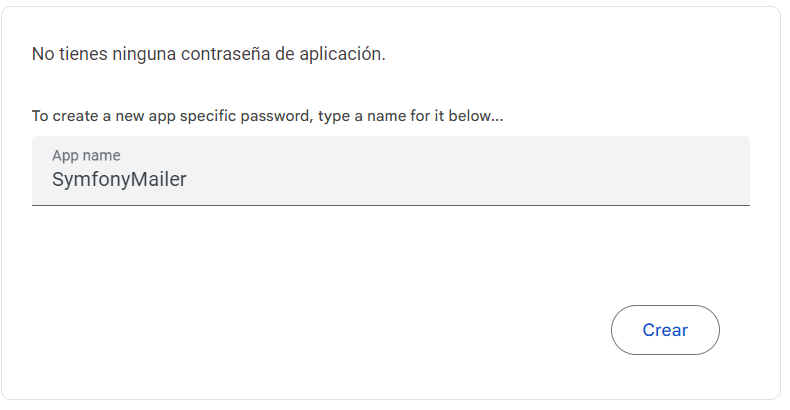 No tienes ninguna contraseña de aplicación.
To create a new app specific password, type a name for it below...
App name
SymfonyMailer
Crear